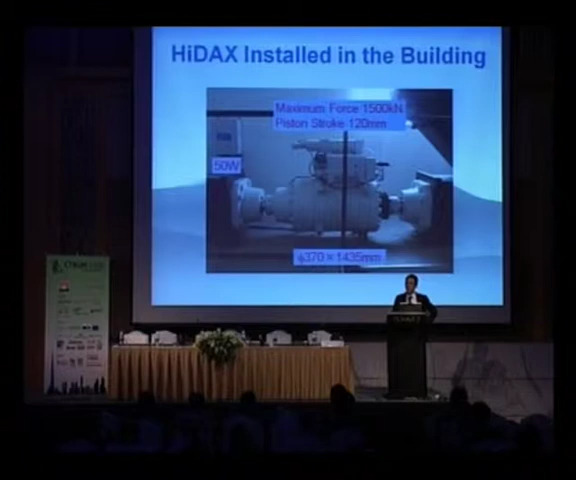 HiDAX Installed in the Building
Maximum Force 1500kN
Piston Stroke 120mm
50W
φ370×1435mm